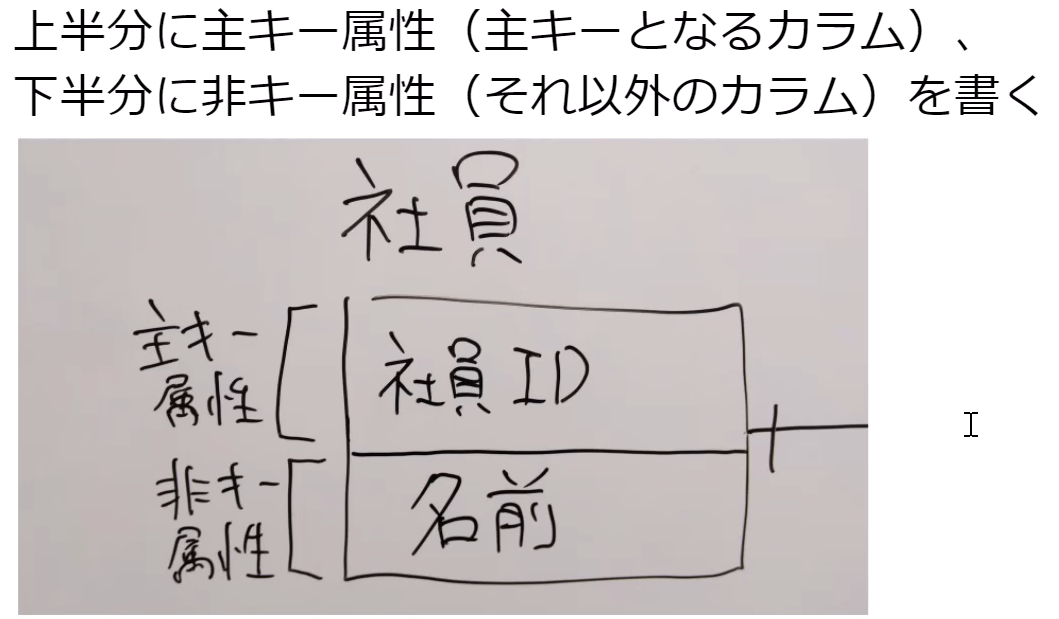 上半分に主キー属性（主キーとなるカラム）、
下半分に非キー属性（それ以外のカラム）を書く
社員
主キー
属性
社員ID
非キー
属性
名前